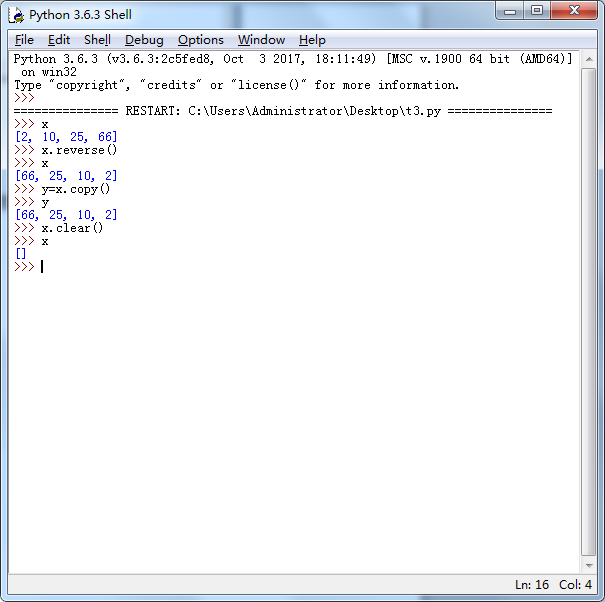 Python 3.6.3 Shell
File Edit Shell Debug Options Window Help
Python 3.6.3 (v3.6.3:2c5fed8, Oct  3 2017, 18:11:49) [MSC v.1900 64 bit (AMD64)]
 on win32
Type "copyright", "credits" or "license()" for more information.
>>>
=============== RESTART: C:\Users\Administrator\Desktop\t3.py ===============
>>> x
[2, 10, 25, 66]
>>> x.reverse()
>>> x
[66, 25, 10, 2]
>>> y=x.copy()
>>> y
[66, 25, 10, 2]
>>> x.clear()
>>> x
[]
>>>
Ln: 16 Col: 4